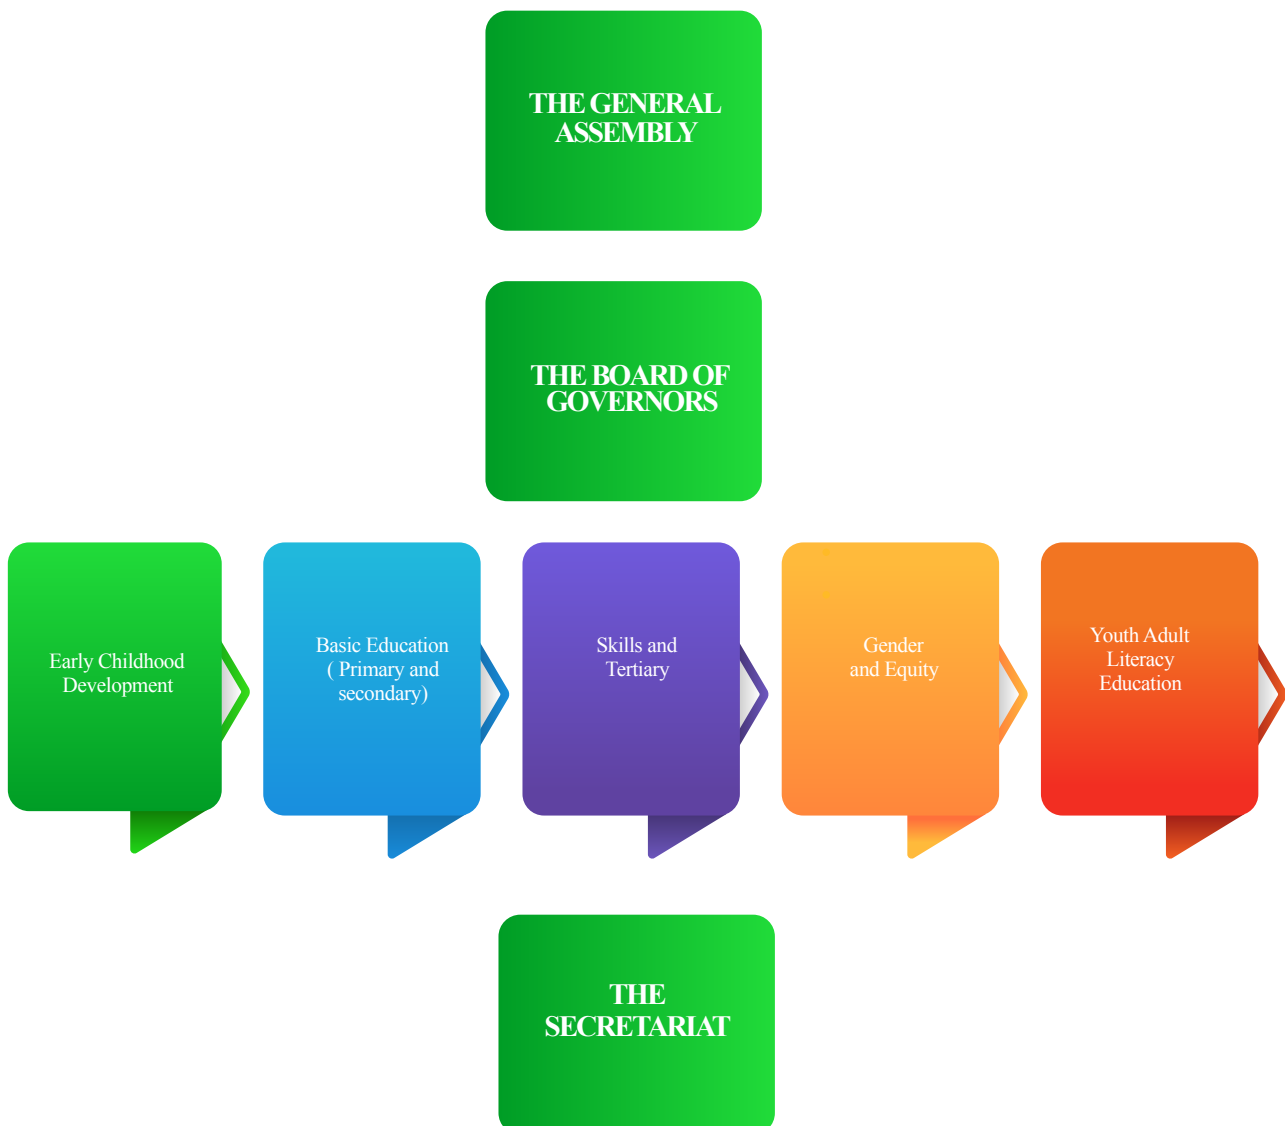 THE GENERAL
ASSEMBLY
THE BOARD OF
GOVERNORS
Early Childhood
Development
Basic Education
( Primary and
secondary)
Skills and
Tertiary
Gender
and Equity
Youth Adult
Literacy
Education
THE
SECRETARIAT